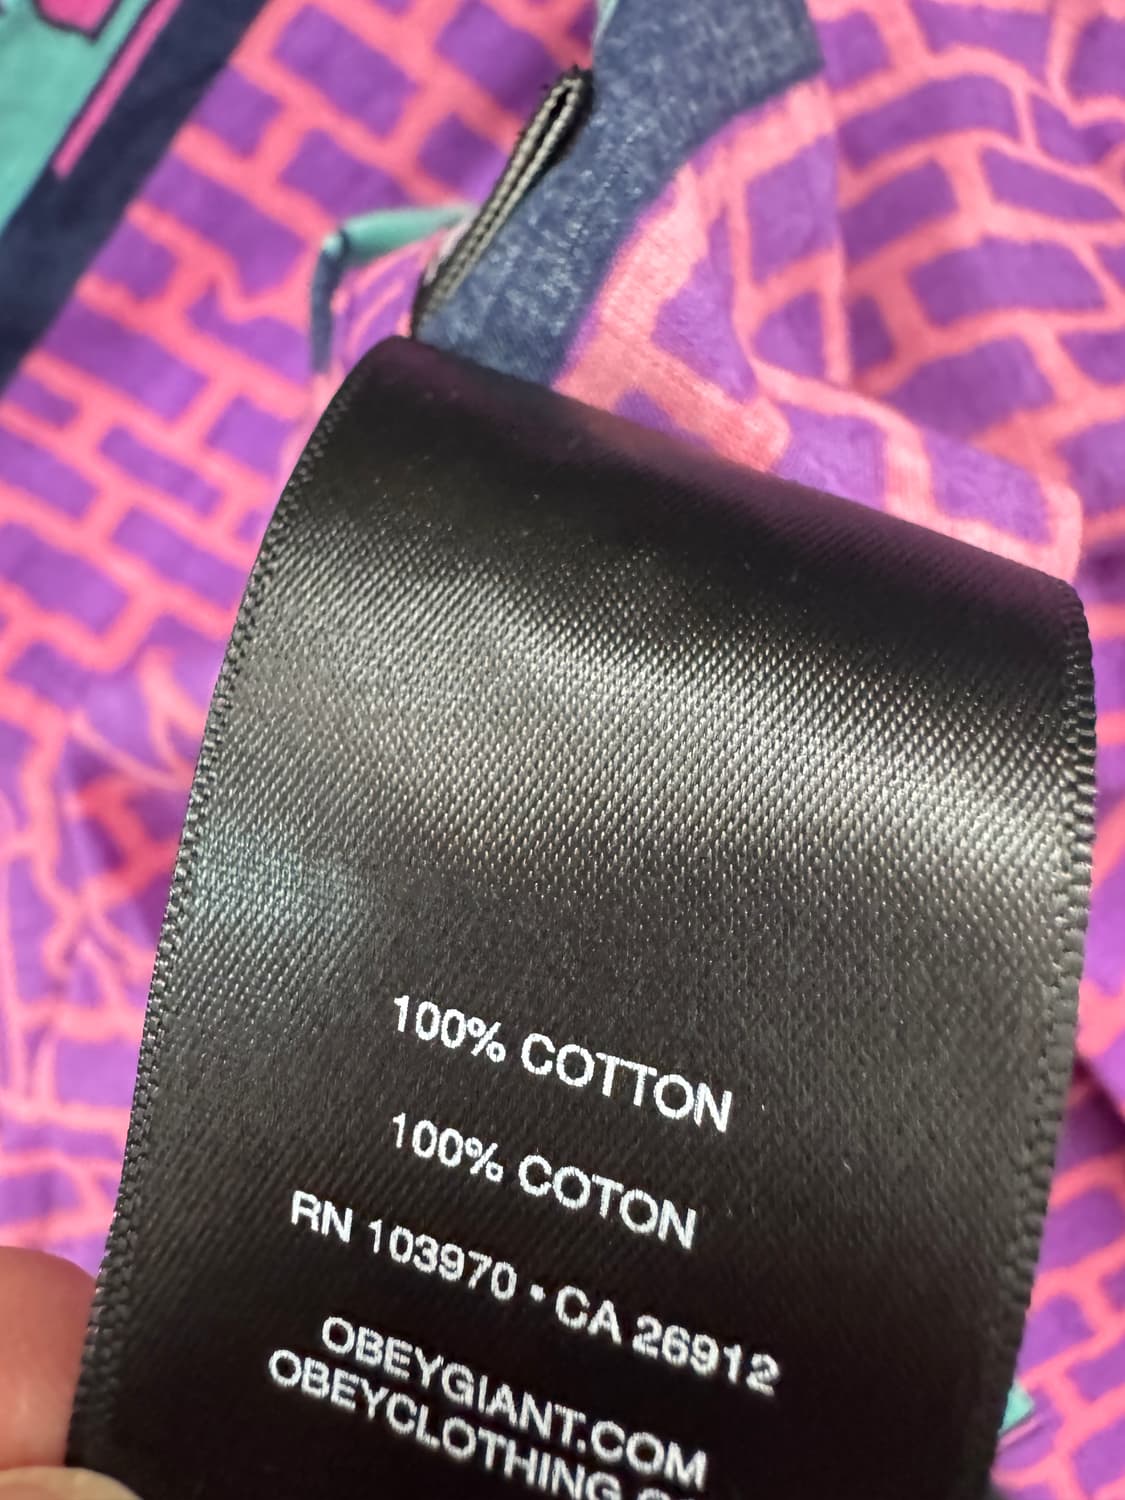 100% COTTON
100% COTON
RN 103970 • CA 26912
OBEYGIANT.COM